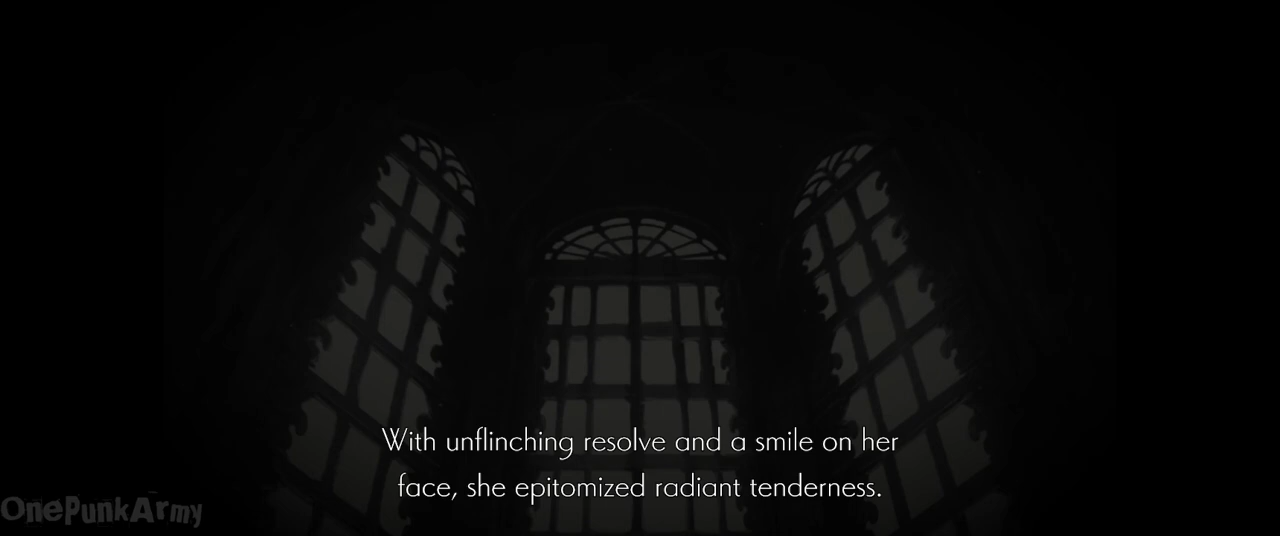 With unflinching resolve and a smile on her
face, she epitomized radiant tenderness.
OnePunkArmy